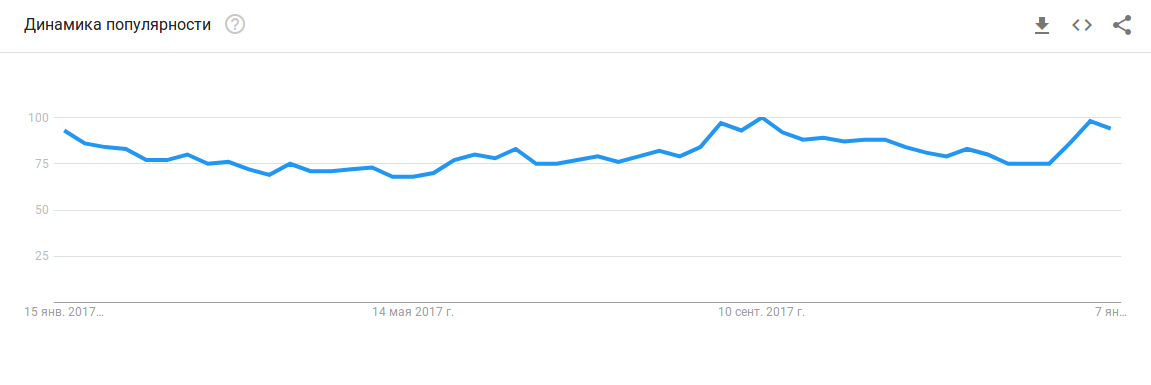 Динамика популярности ?
100
75
50
25
15 янв. 2017…
14 мая 2017 г.
10 сент. 2017 г.
7 ян…